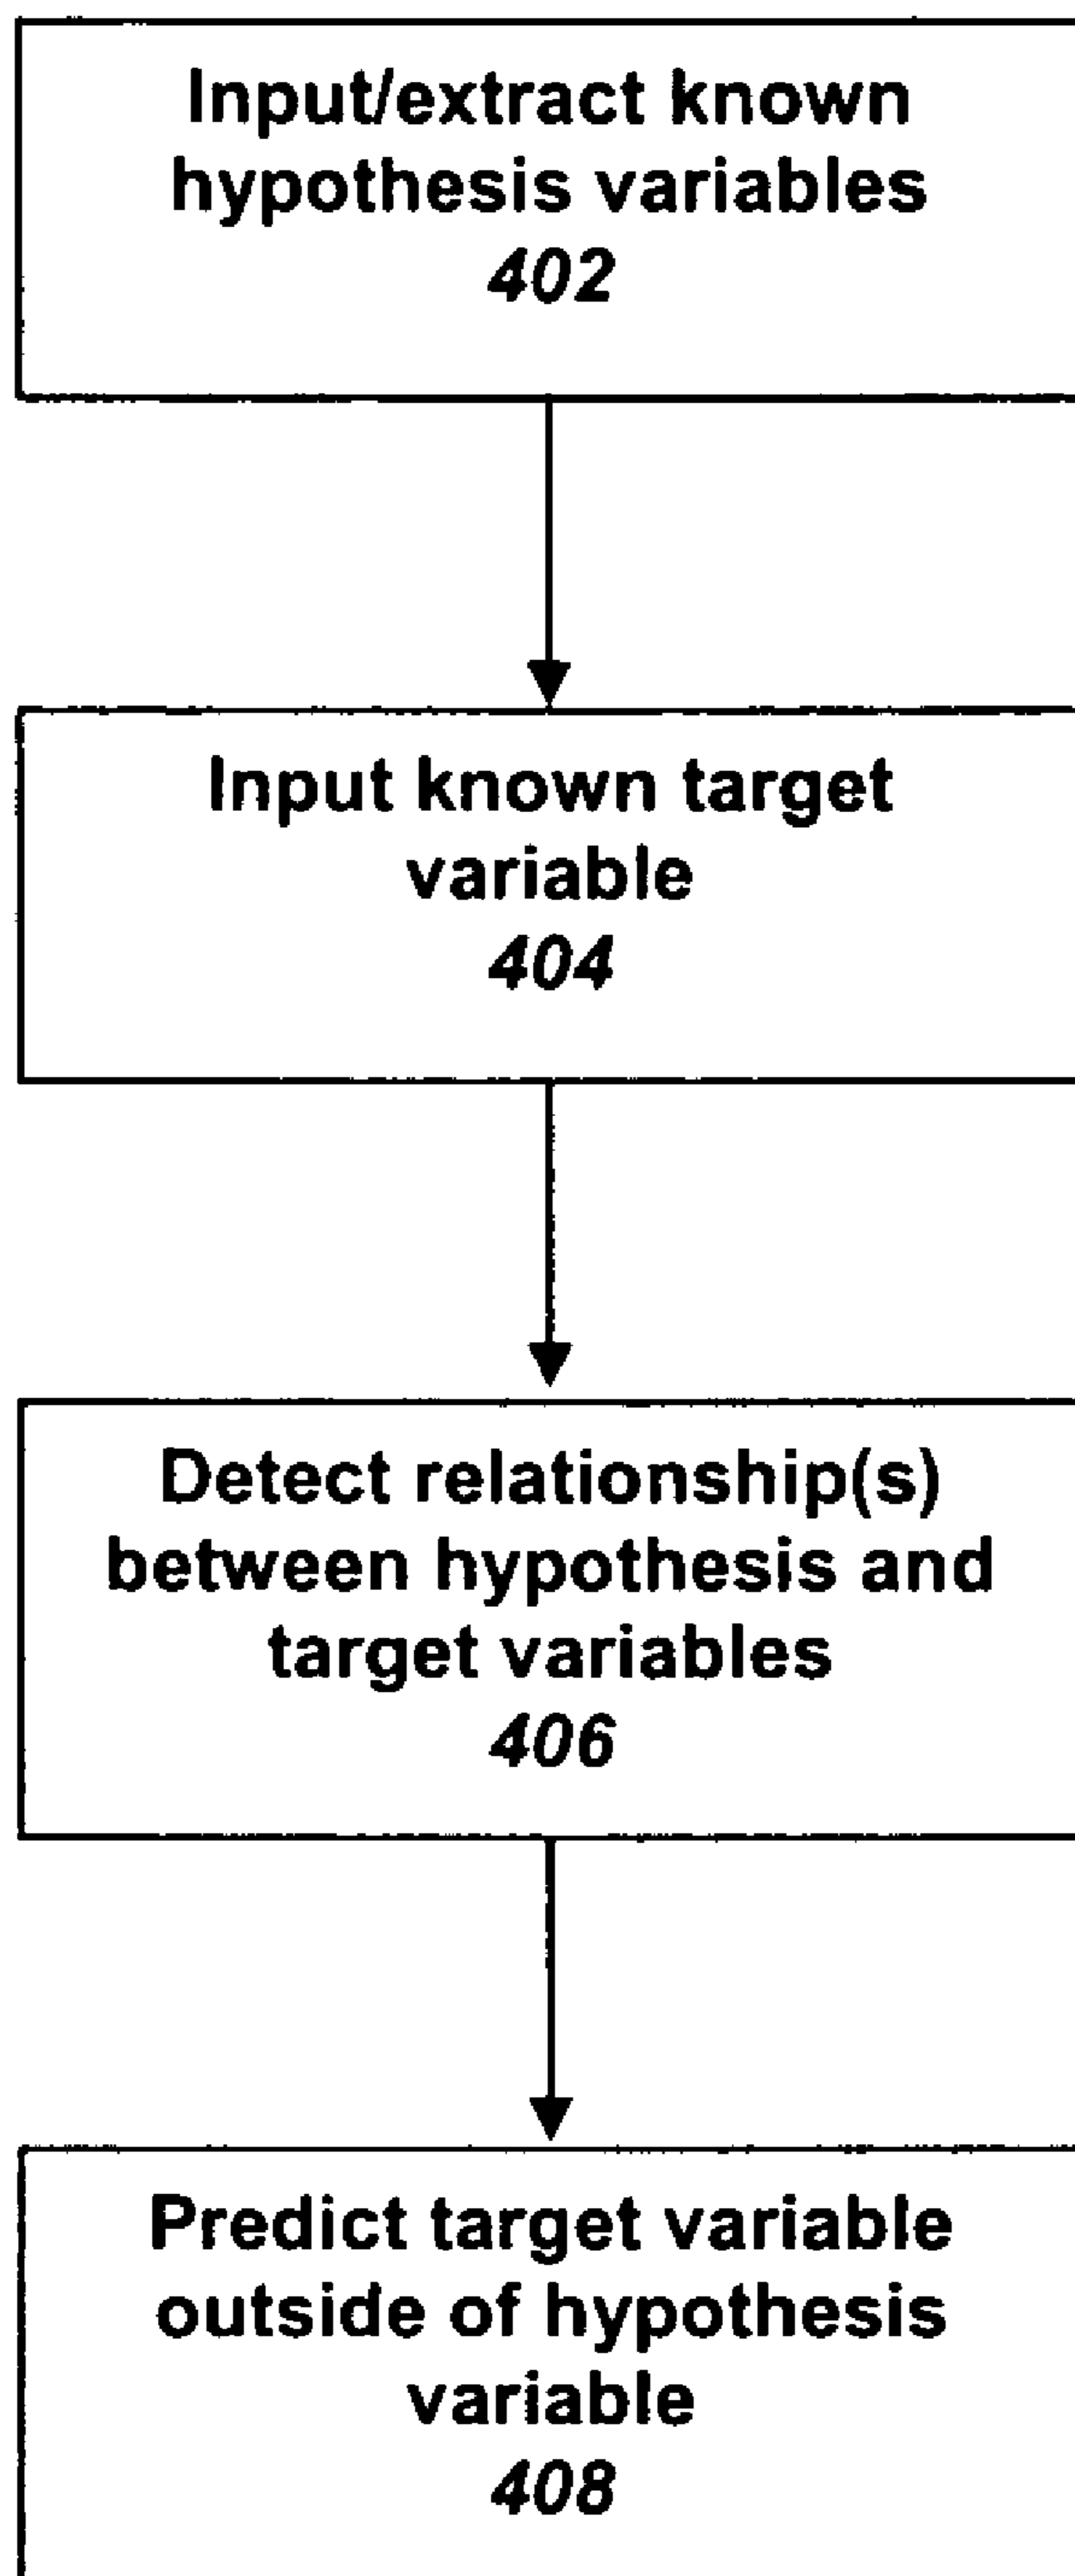 Input/extract known
hypothesis variables
402
Input known target
variable
404
Detect relationship(s)
between hypothesis and
target variables
406
Predict target variable
outside of hypothesis
variable
408